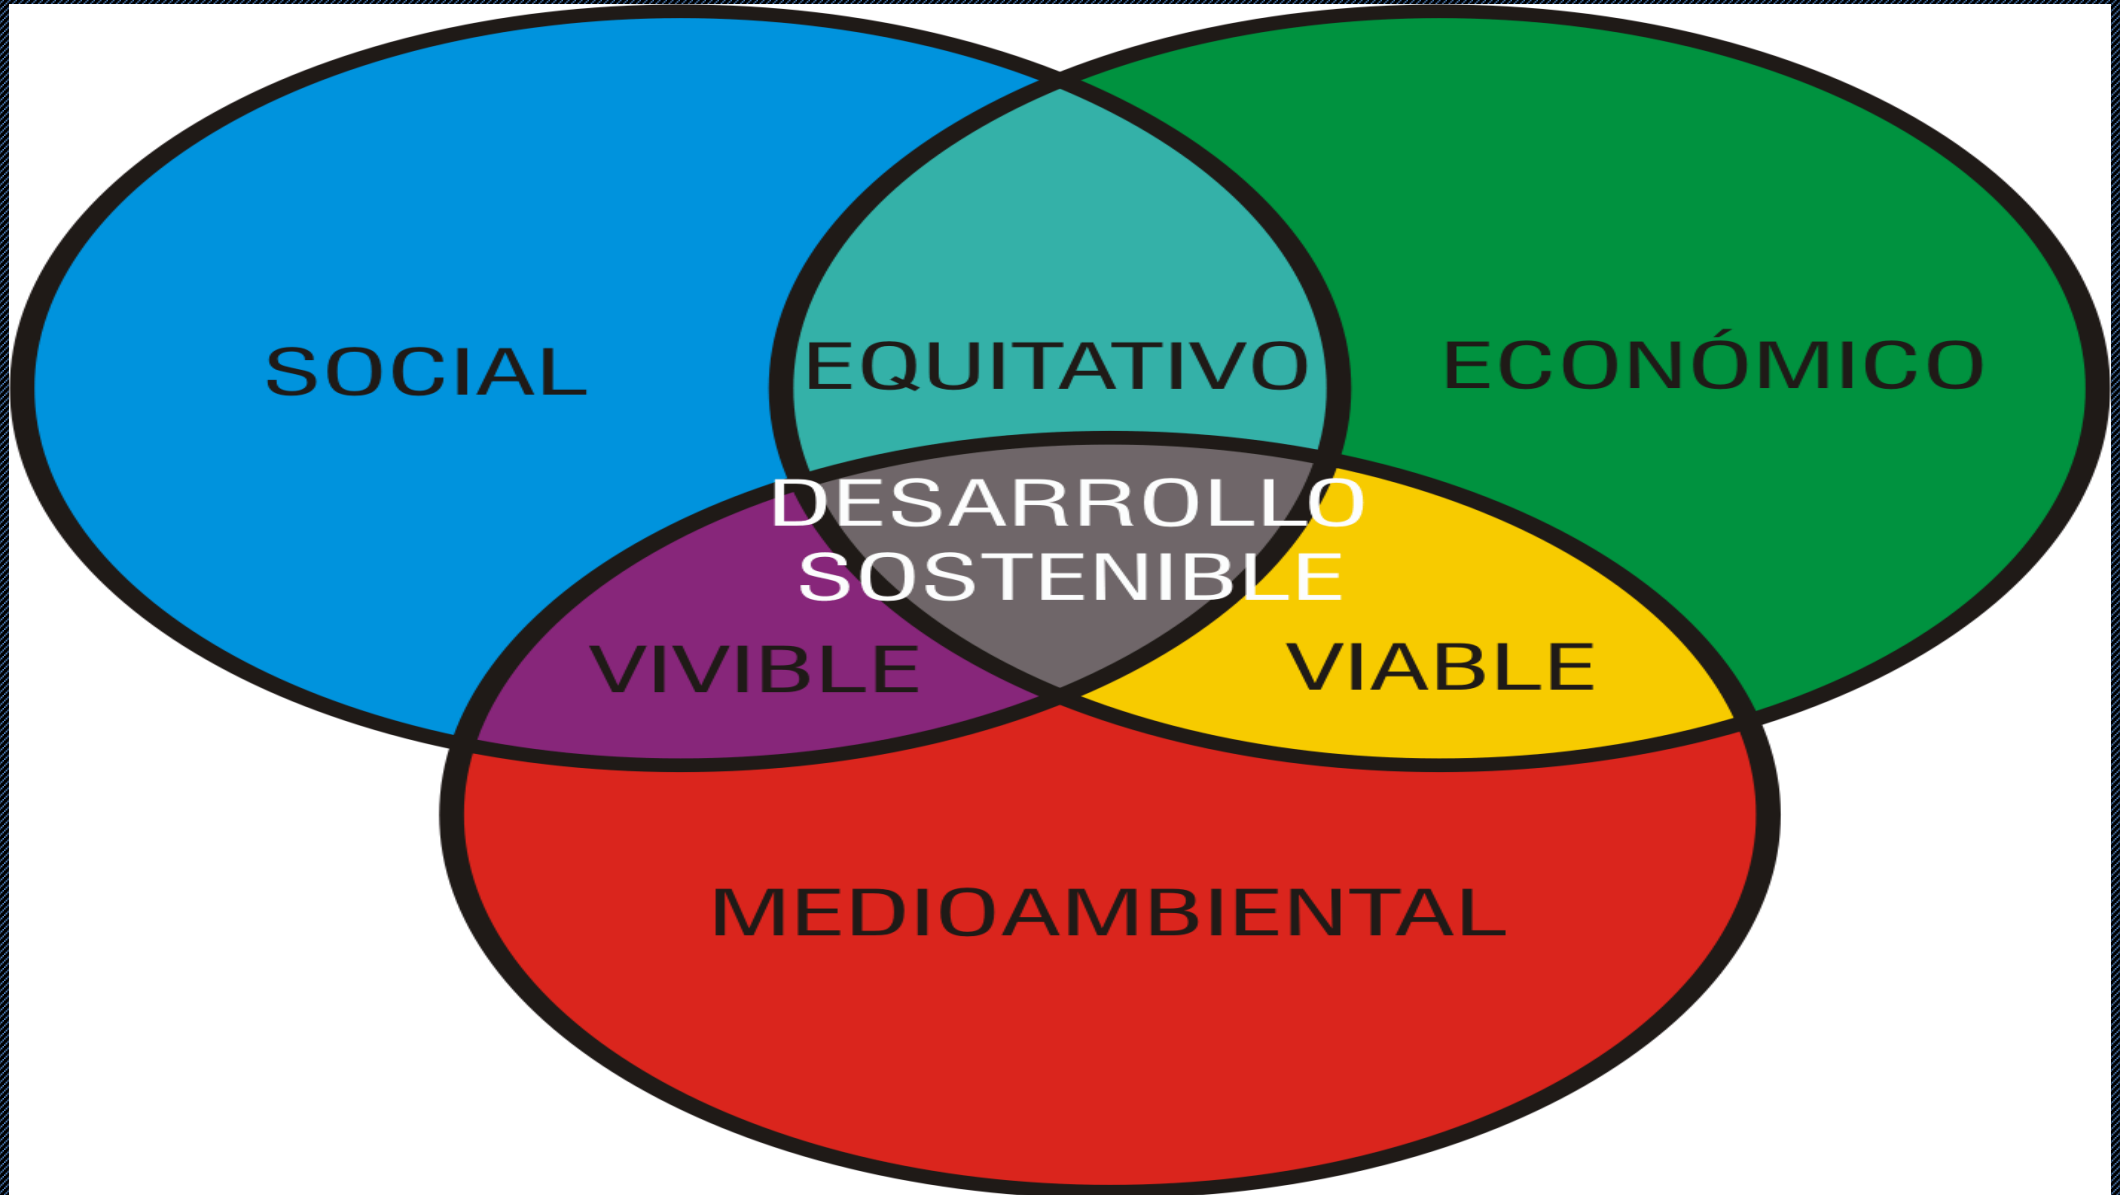 SOCIAL
EQUITATIVO
ECONÓMICO
DESARROLLO
SOSTENIBLE
VIVIBLE
VIABLE
MEDIOAMBIENTAL